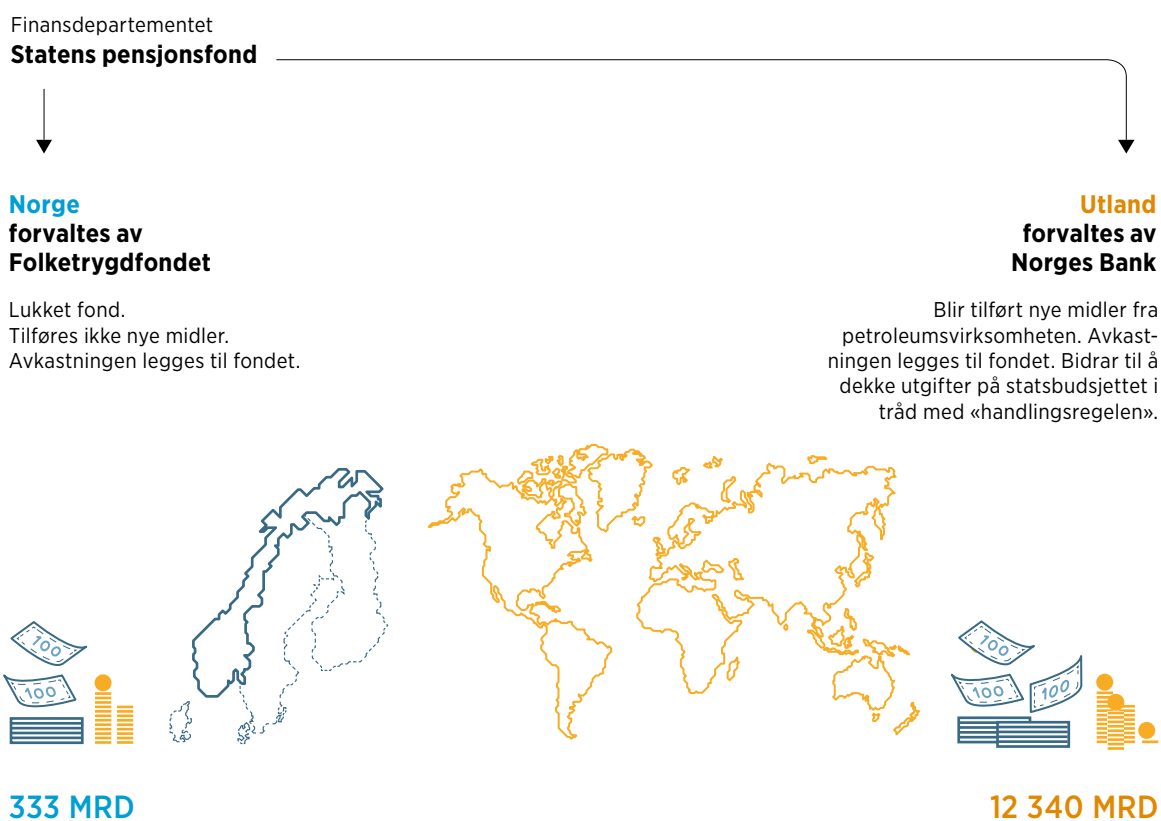 Finansdepartementet
Statens pensjonsfond
Norge
forvaltes av
Folketrygdfondet
Lukket fond.
Tilføres ikke nye midler.
Avkastningen legges til fondet.
Utland
forvaltes av
Norges Bank
Blir tilført nye midler fra
petroleumsvirksomheten. Avkast-
ningen legges til fondet. Bidrar til å
dekke utgifter på statsbudsjettet i
tråd med «handlingsregelen».
100
100
100
100
100
333 MRD
12 340 MRD